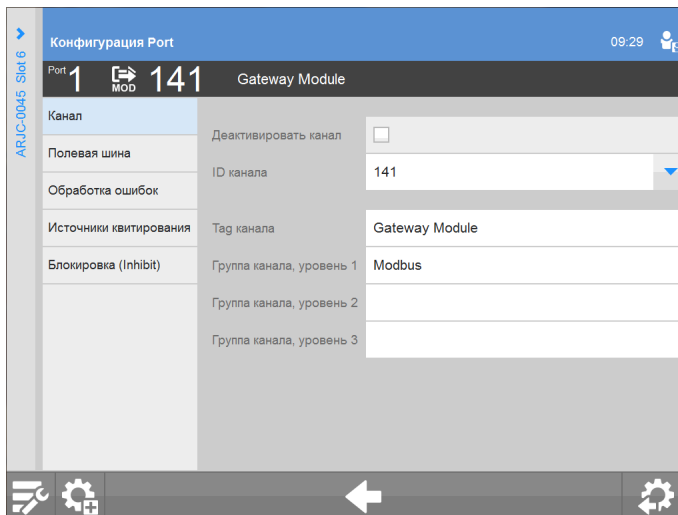 Конфигурация Port
09:29
ARJC-0045 Slot 6
Port 1 MOD 141 Gateway Module
Канал
Полевая шина
Обработка ошибок
Источники квитирования
Блокировка (Inhibit)
Деактивировать канал
ID канала 141
Tag канала Gateway Module
Группа канала, уровень 1 Modbus
Группа канала, уровень 2
Группа канала, уровень 3